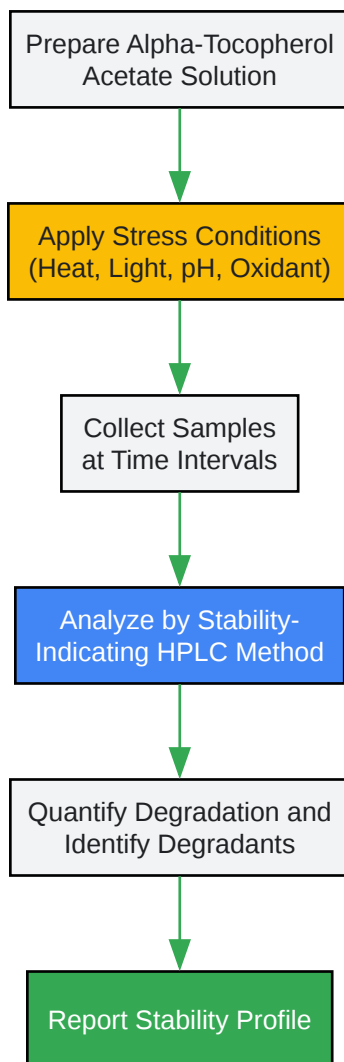 Prepare Alpha-Tocopherol
Acetate Solution
Apply Stress Conditions
(Heat, Light, pH, Oxidant)
Collect Samples
at Time Intervals
Analyze by Stability-
Indicating HPLC Method
Quantify Degradation and
Identify Degradants
Report Stability Profile